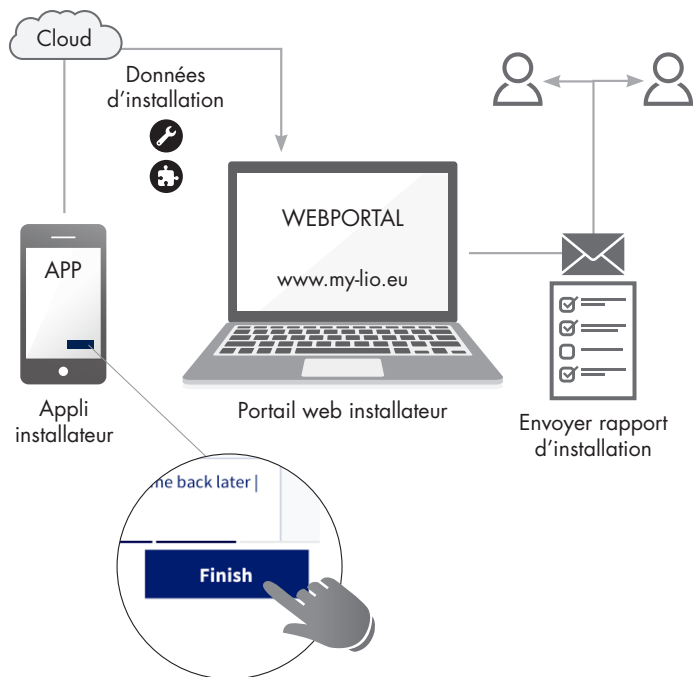 Cloud
Données
d’installation
WEBPORTAL
www.my-lio.eu
APP
Appli
installateur
Portail web installateur
Envoyer rapport
d’installation
me back later |
Finish